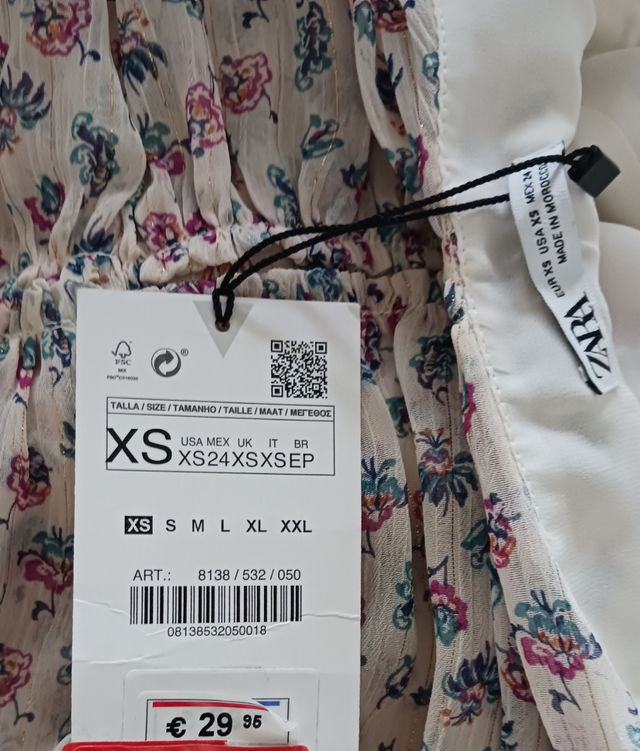 FSC
MIX
R
TALLA / SIZE / TAMANHO / TAILLE / MAAT / ΜΕΓΕΘΟΣ
XS
USA MEX UK IT BR
XS24XSXSEP
XS S M L XL XXL
ART.: 8138 / 532 / 050
08138532050018
€ 29 95
EUR XS USA XS MEX 24
MADE IN MOROCCO
ZARA